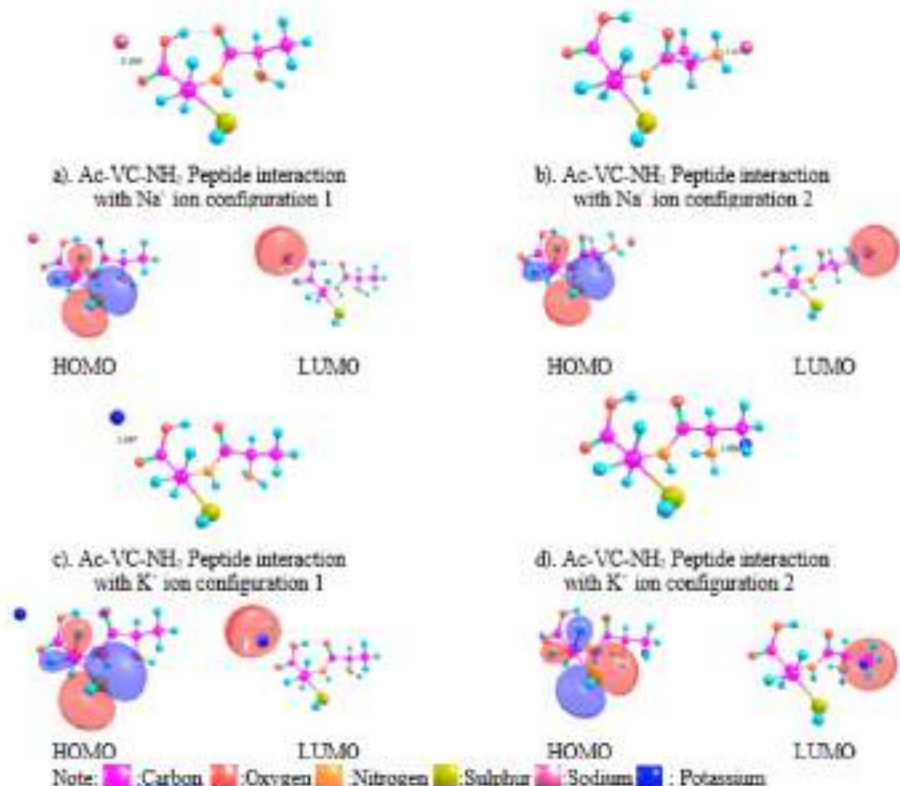 a). Ac-VC-NH₂ Peptide interaction
with Na⁺ ion configuration 1
b). Ac-VC-NH₂ Peptide interaction
with Na⁺ ion configuration 2
HOMO
LUMO
HOMO
LUMO
c). Ac-VC-NH₂ Peptide interaction
with K⁺ ion configuration 1
d). Ac-VC-NH₂ Peptide interaction
with K⁺ ion configuration 2
HOMO
LUMO
HOMO
LUMO
Note: :Carbon :Oxygen :Nitrogen :Sulphur :Sodium : Potassium